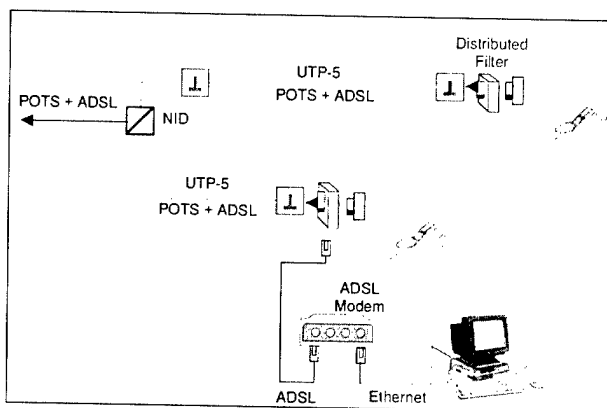 Distributed
Filter
UTP-5
POTS + ADSL
POTS + ADSL
NID
UTP-5
POTS + ADSL
ADSL
Modem
ADSL
Ethernet